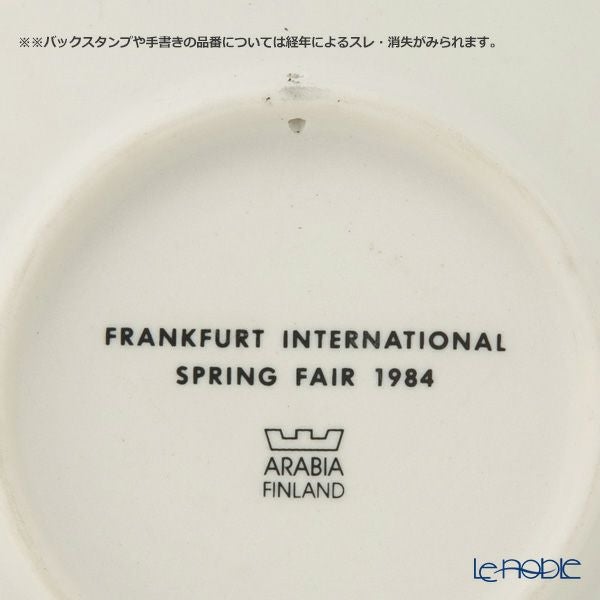 ※※バックスタンプや手書きの品番については経年によるスレ・消失がみられます。
FRANKFURT INTERNATIONAL
SPRING FAIR 1984
ARABIA
FINLAND
Le-noble